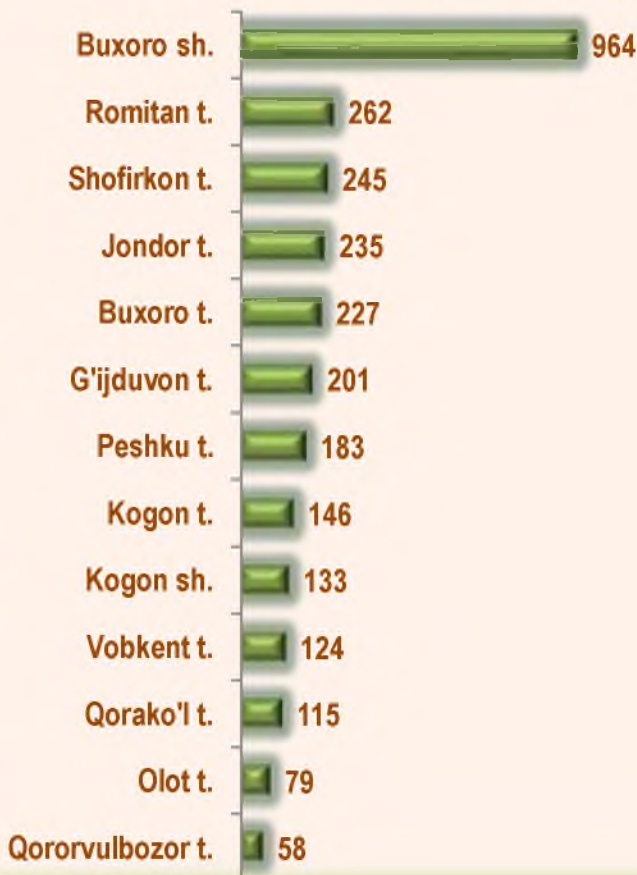 Buxoro sh. 964
Romitan t. 262
Shofirkon t. 245
Jondor t. 235
Buxoro t. 227
G'ijduvon t. 201
Peshku t. 183
Kogon t. 146
Kogon sh. 133
Vobkent t. 124
Qorako'l t. 115
Olot t. 79
Qororvulbozor t. 58